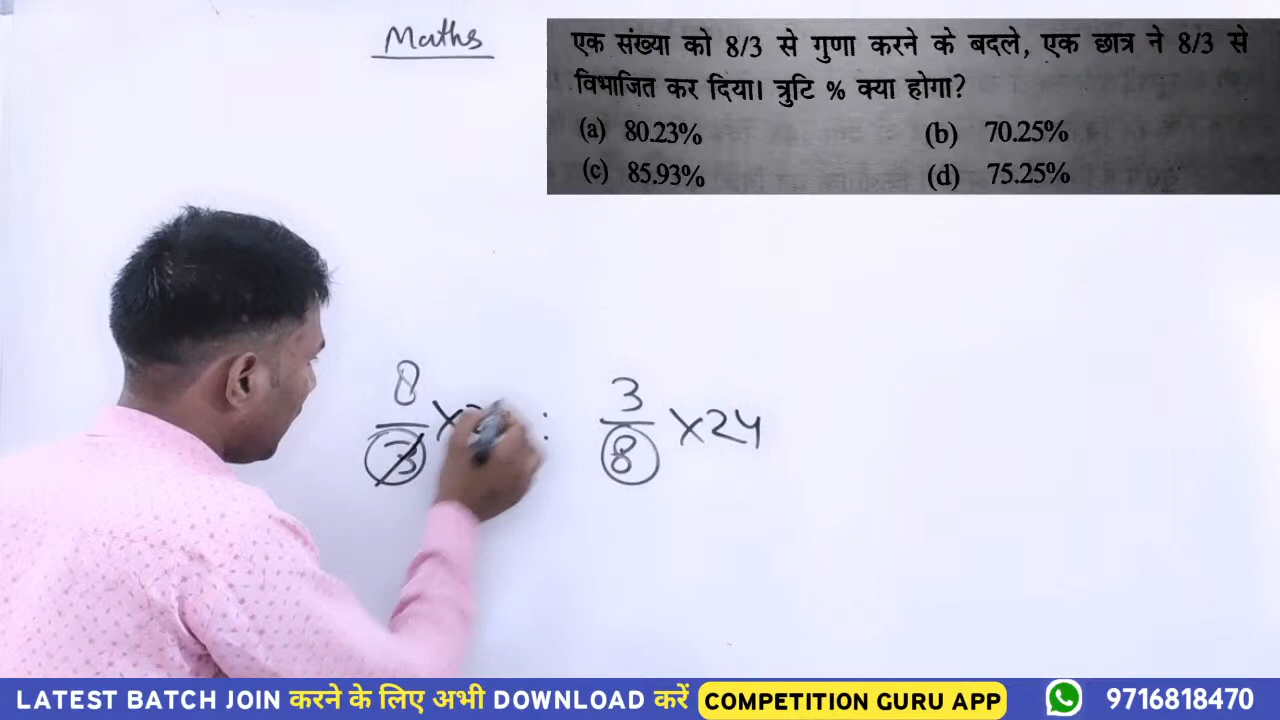 Maths
एक संख्या को 8/3 से गुणा करने के बदले, एक छात्र ने 8/3 से
विभाजित कर दिया। त्रुटि % क्या होगा?
(a) 80.23% (b) 70.25%
(c) 85.93% (d) 75.25%
8 : 3
3 × 8 ×24
LATEST BATCH JOIN करने के लिए अभी DOWNLOAD करें COMPETITION GURU APP 9716818470